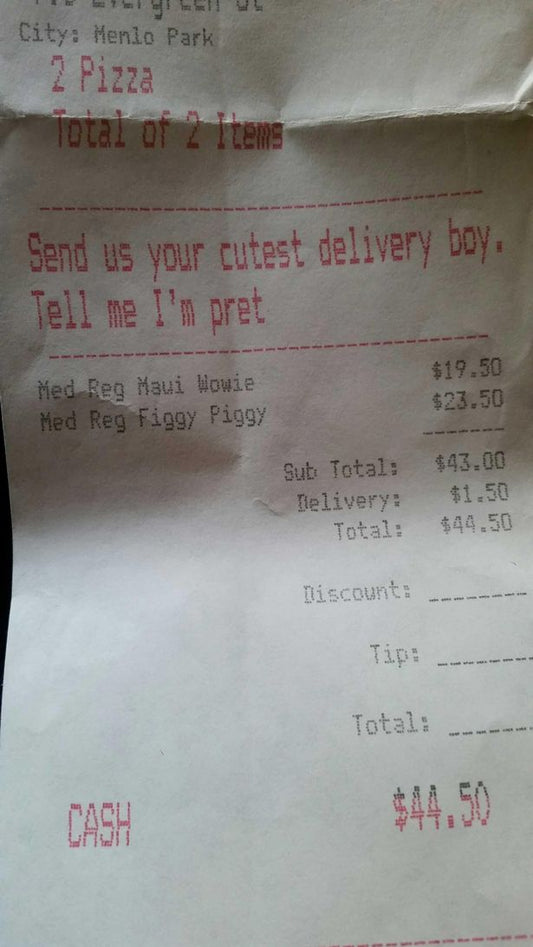 City: Menlo Park
2 Pizza
Total of 2 Items
Send us your cutest delivery boy.
Tell me I'm pret
Med Reg Maui Wowie $19.50
Med Reg Figgy Piggy $23.50
Sub Total: $43.00
Delivery: $1.50
Total: $44.50
Discount:
Tip:
Total:
CASH $44.50